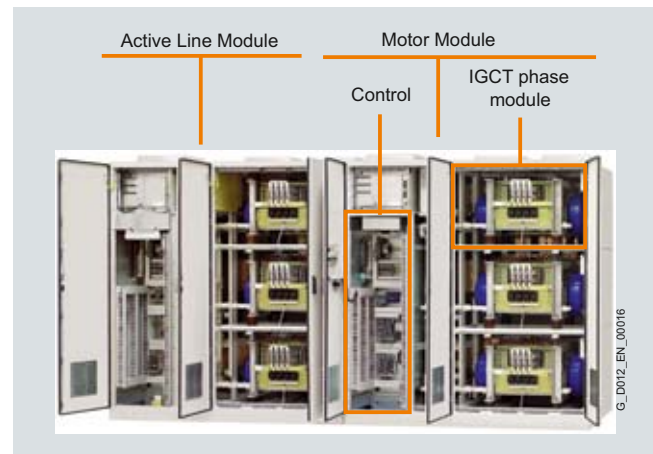 Active Line Module
Motor Module
Control
IGCT phase
module
G_D012_EN_00016